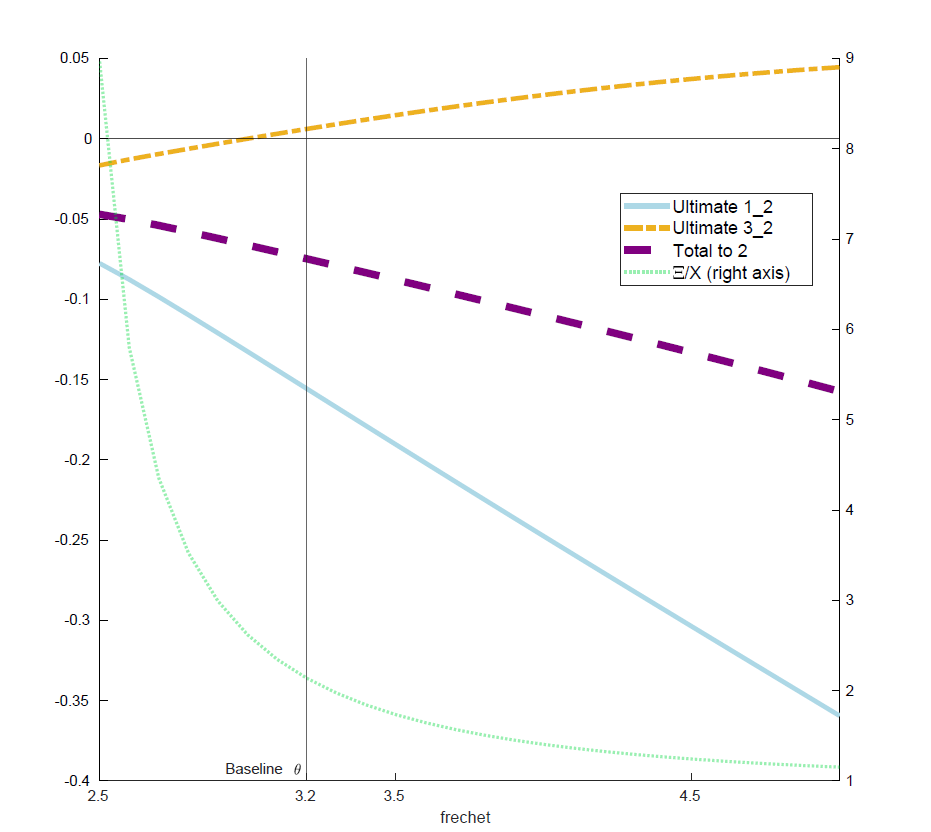 0.05
0
-0.05
-0.1
-0.15
-0.2
-0.25
-0.3
-0.35
-0.4
9
8
7
6
5
4
3
2
1
Ultimate 1_2
Ultimate 3_2
Total to 2
Ξ/X (right axis)
Baseline θ
2.5 3.2 3.5 4.5
frechet